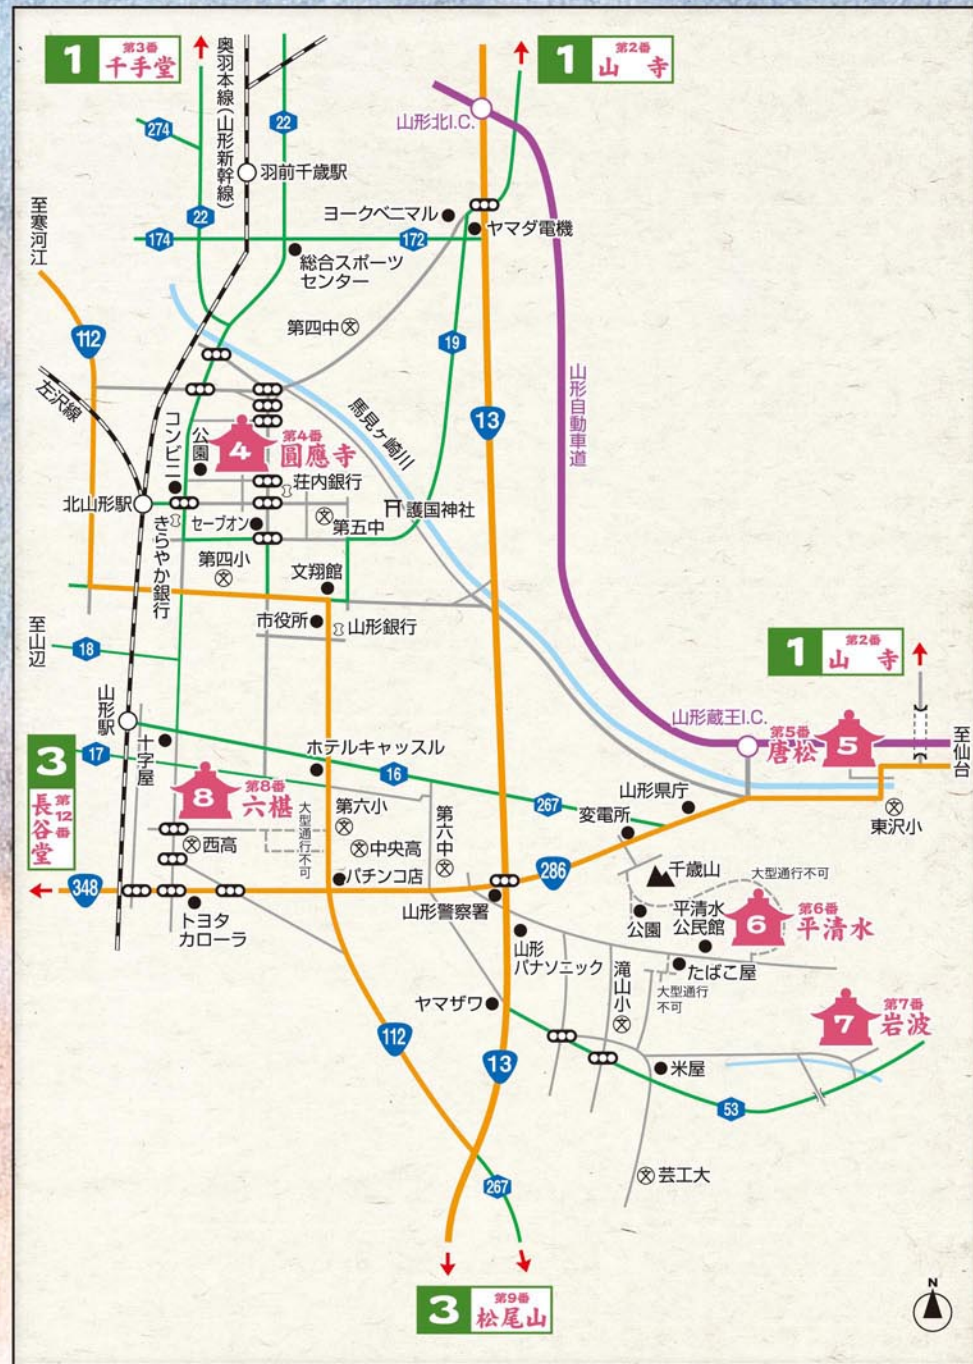 1
第3番
千手堂
1
第2番
山寺
奥羽本線(山形新幹線)
274
22
山形北I.C.
羽前千歳駅
至寒河江
22
ヨークベニマル
ヤマダ電機
174
172
総合スポーツ
センター
112
第四中
文
19
左沢線
馬見ヶ崎川
山形自動車道
13
コンビニ
公園
4
第4番
圓應寺
荘内銀行
北山形駅
護国神社
きらやか銀行
セーブオン
文
第五中
第四小
文
文翔館
市役所
山形銀行
至山辺
18
1
第2番
山寺
山形駅
山形蔵王I.C.
第5番
唐松
5
至仙台
3
第12番
長谷堂
17
十字屋
ホテルキャッスル
16
8
第8番
六椹
267
山形県庁
変電所
文
東沢小
大型通行不可
第六小
文
第六中
文
文
西高
文
中央高
千歳山
大型通行不可
348
パチンコ店
286
山形警察署
トヨタ
カローラ
公園
平清水
公民館
6
第6番
平清水
山形
パナソニック
たばこ屋
滝山小
文
大型通行
不可
ヤマザワ
7
第7番
岩波
112
13
米屋
53
文
芸工大
267
3
第9番
松尾山
N